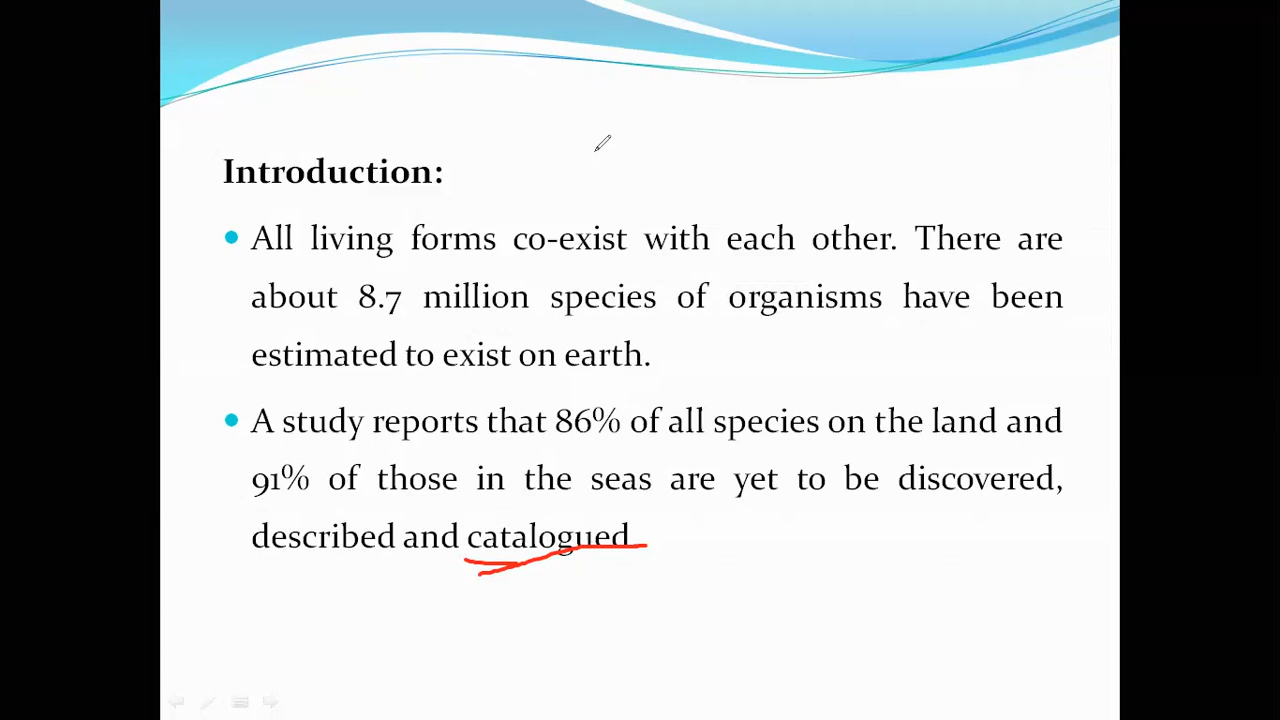 Introduction:
All living forms co-exist with each other. There are
about 8.7 million species of organisms have been
estimated to exist on earth.
A study reports that 86% of all species on the land and
91% of those in the seas are yet to be discovered,
described and catalogued